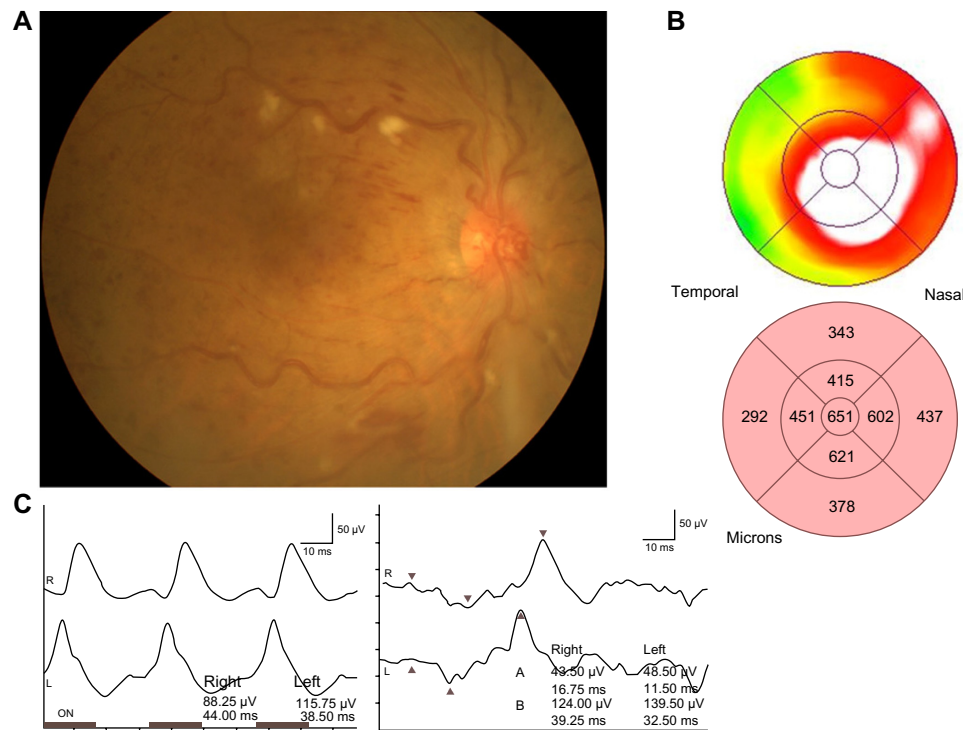 A
B
Temporal
Nasal
343
415
292 451 651 602 437
621
378
Microns
C
50 µV
10 ms
R
L
ON
Right Left
88.25 µV 115.75 µV
44.00 ms 38.50 ms
50 µV
10 ms
R
L
Right Left
A 43.50 µV 48.50 µV
16.75 ms 11.50 ms
B 124.00 µV 139.50 µV
39.25 ms 32.50 ms